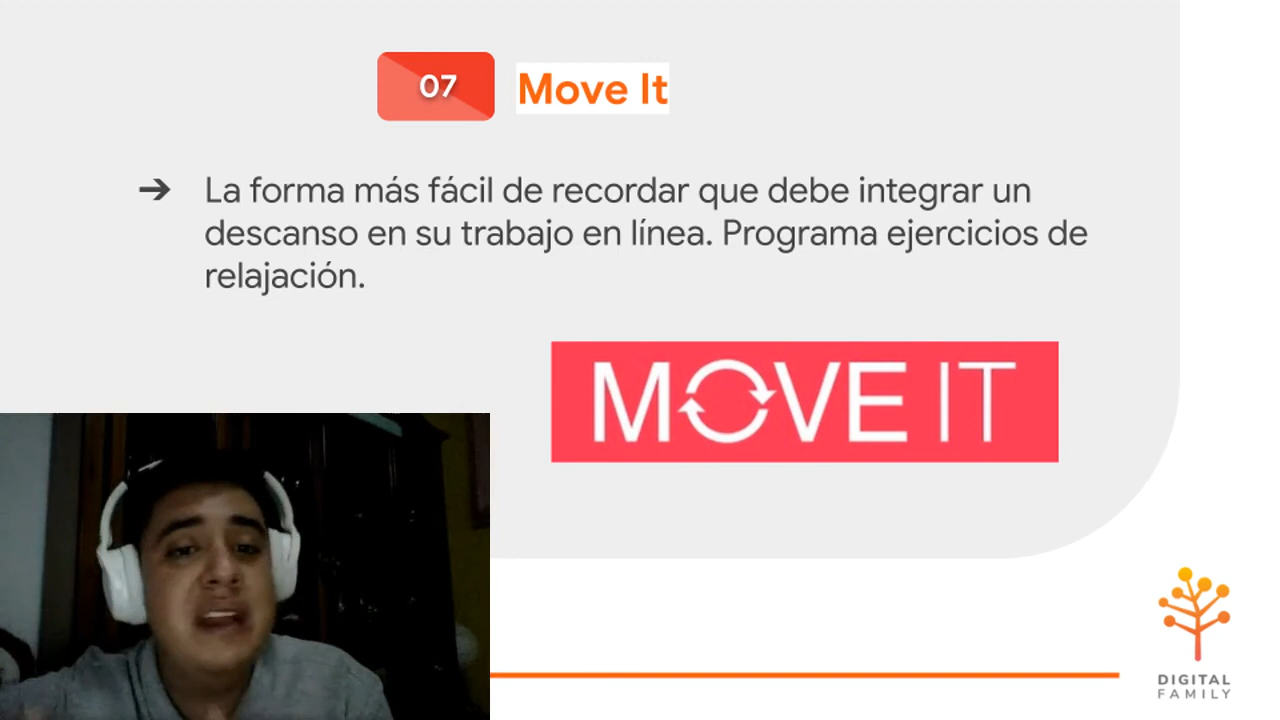 07
Move It
➔ La forma más fácil de recordar que debe integrar un
descanso en su trabajo en línea. Programa ejercicios de
relajación.
MOVE IT
DIGITAL
FAMILY